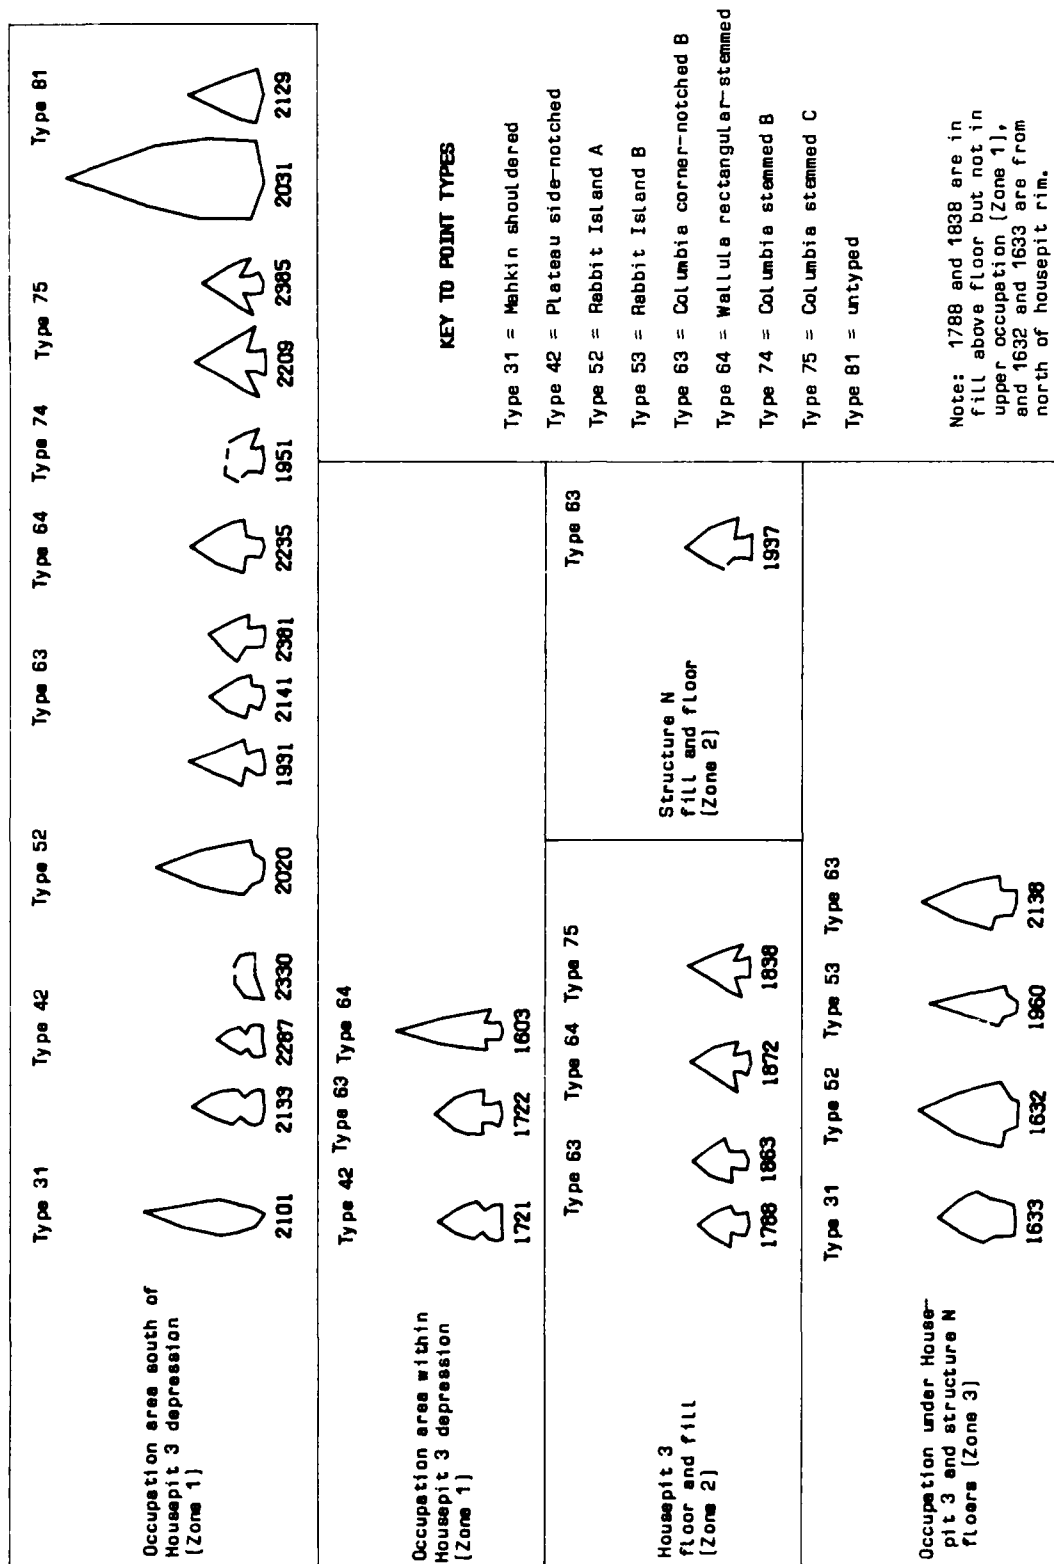 Occupation area south of
Housepit 3 depression
[Zone 1]
Type 31
Type 42
Type 52
Type 63
Type 64
Type 74
Type 75
Type 81
2101
2133
2287
2330
2020
1931
2141
2381
2235
1951
2209
2385
2031
2129
Occupation area within
Housepit 3 depression
[Zone 1]
Type 42
Type 63
Type 64
1721
1722
1603
Housepit 3
floor and fill
[Zone 2]
Type 63
Type 64
Type 75
1788
1863
1872
1838
Structure N
fill and floor
[Zone 2]
Type 63
1937
Occupation under House-
pit 3 and structure N
floors [Zone 3]
Type 31
Type 52
Type 53
Type 63
1633
1632
1960
2138
KEY TO POINT TYPES
Type 31 = Mahkin shouldered
Type 42 = Plateau side-notched
Type 52 = Rabbit Island A
Type 53 = Rabbit Island B
Type 63 = Columbia corner-notched B
Type 64 = Wallula rectangular-stemmed
Type 74 = Columbia stemmed B
Type 75 = Columbia stemmed C
Type 81 = untyped
Note: 1788 and 1838 are in
fill above floor but not in
upper occupation [Zone 1],
and 1632 and 1633 are from
north of housepit rim.